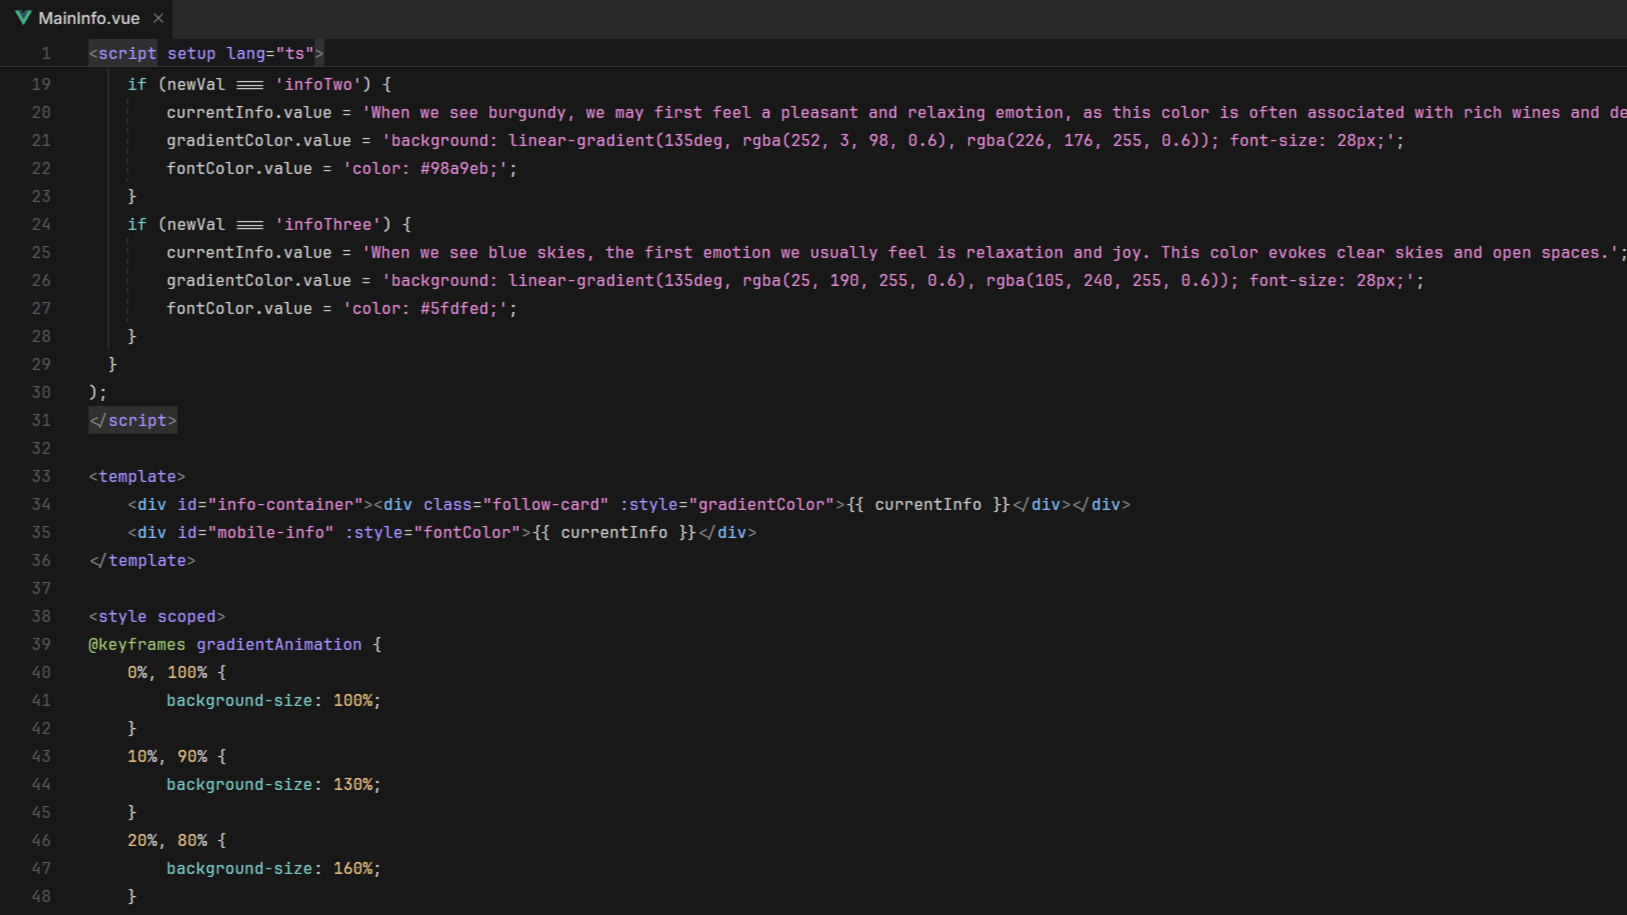 MainInfo.vue ×
1 <script setup lang="ts">
19 if (newVal === 'infoTwo') {
20 currentInfo.value = 'When we see burgundy, we may first feel a pleasant and relaxing emotion, as this color is often associated with rich wines and de
21 gradientColor.value = 'background: linear-gradient(135deg, rgba(252, 3, 98, 0.6), rgba(226, 176, 255, 0.6)); font-size: 28px;';
22 fontColor.value = 'color: #98a9eb;';
23 }
24 if (newVal === 'infoThree') {
25 currentInfo.value = 'When we see blue skies, the first emotion we usually feel is relaxation and joy. This color evokes clear skies and open spaces.';
26 gradientColor.value = 'background: linear-gradient(135deg, rgba(25, 190, 255, 0.6), rgba(105, 240, 255, 0.6)); font-size: 28px;';
27 fontColor.value = 'color: #5fdfed;';
28 }
29 }
30 );
31 </script>
32
33 <template>
34 <div id="info-container"><div class="follow-card" :style="gradientColor">{{ currentInfo }}</div></div>
35 <div id="mobile-info" :style="fontColor">{{ currentInfo }}</div>
36 </template>
37
38 <style scoped>
39 @keyframes gradientAnimation {
40 0%, 100% {
41 background-size: 100%;
42 }
43 10%, 90% {
44 background-size: 130%;
45 }
46 20%, 80% {
47 background-size: 160%;
48 }